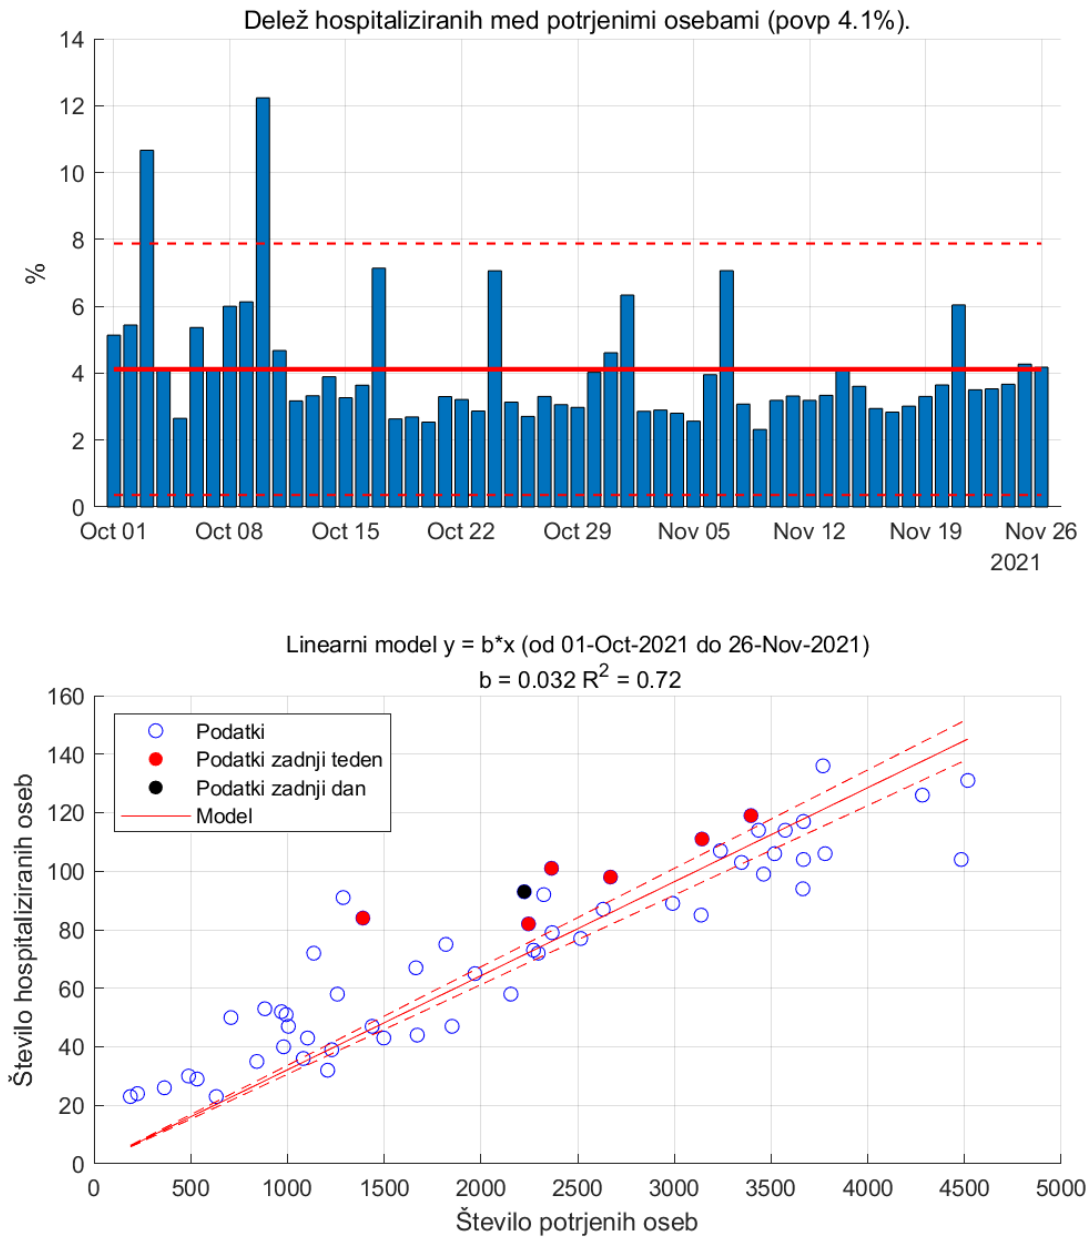 Delež hospitaliziranih med potrjenimi osebami (povp 4.1%).
14
12
10
8
6
4
2
0
%
Oct 01 Oct 08 Oct 15 Oct 22 Oct 29 Nov 05 Nov 12 Nov 19 Nov 26
2021
Linearni model y = b*x (od 01-Oct-2021 do 26-Nov-2021)
b = 0.032 R² = 0.72
160
140
120
100
80
60
40
20
0
Število hospitaliziranih oseb
Podatki
Podatki zadnji teden
Podatki zadnji dan
Model
0 500 1000 1500 2000 2500 3000 3500 4000 4500 5000
Število potrjenih oseb